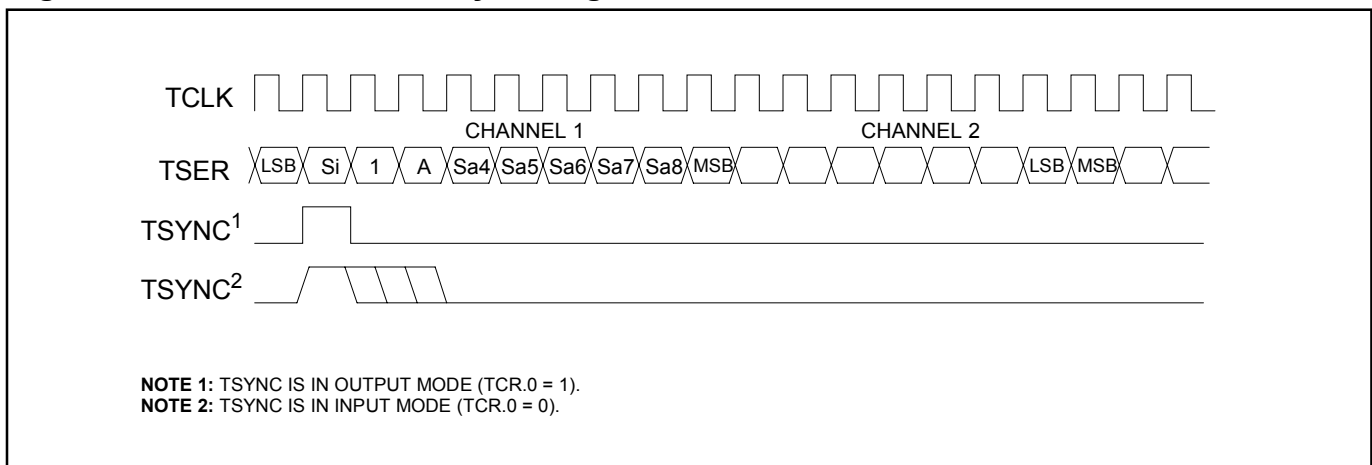 TCLK
CHANNEL 1 CHANNEL 2
TSER LSB Si 1 A Sa4 Sa5 Sa6 Sa7 Sa8 MSB LSB MSB
TSYNC1
TSYNC2
NOTE 1: TSYNC IS IN OUTPUT MODE (TCR.0 = 1).
NOTE 2: TSYNC IS IN INPUT MODE (TCR.0 = 0).